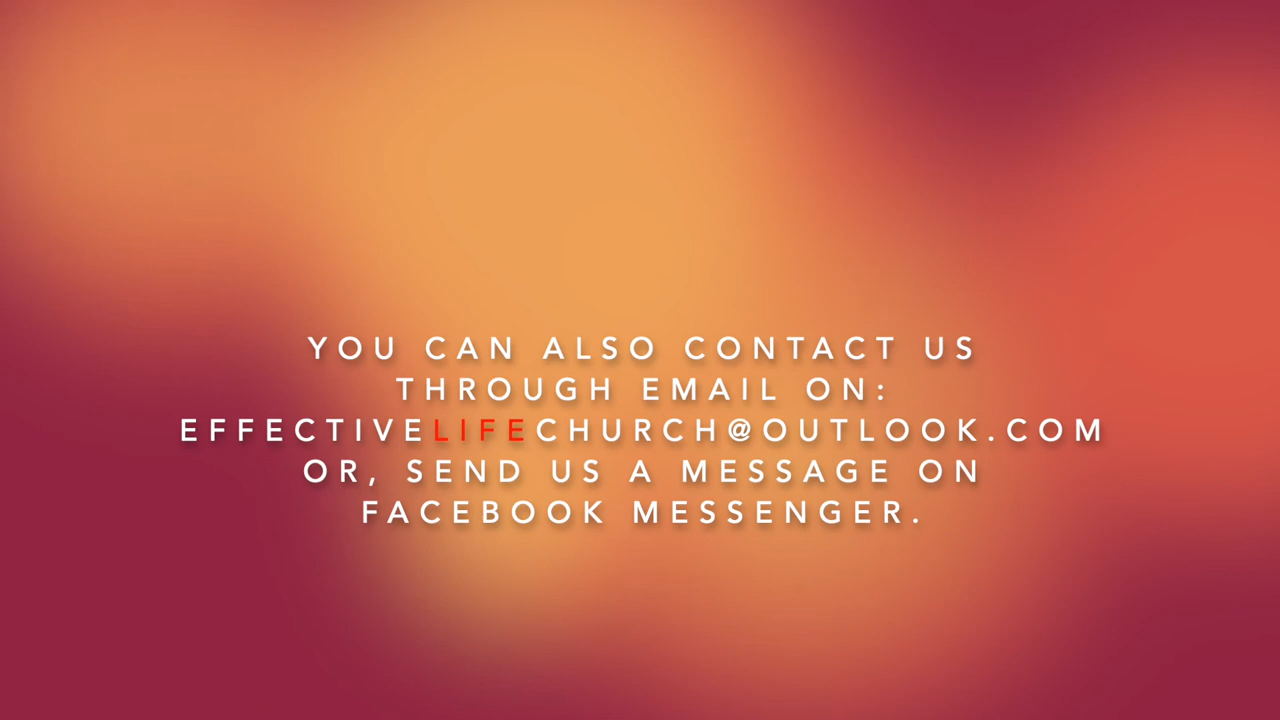 YOU CAN ALSO CONTACT US
THROUGH EMAIL ON:
EFFECTIVELIFECHURCH@OUTLOOK.COM
OR, SEND US A MESSAGE ON
FACEBOOK MESSENGER.